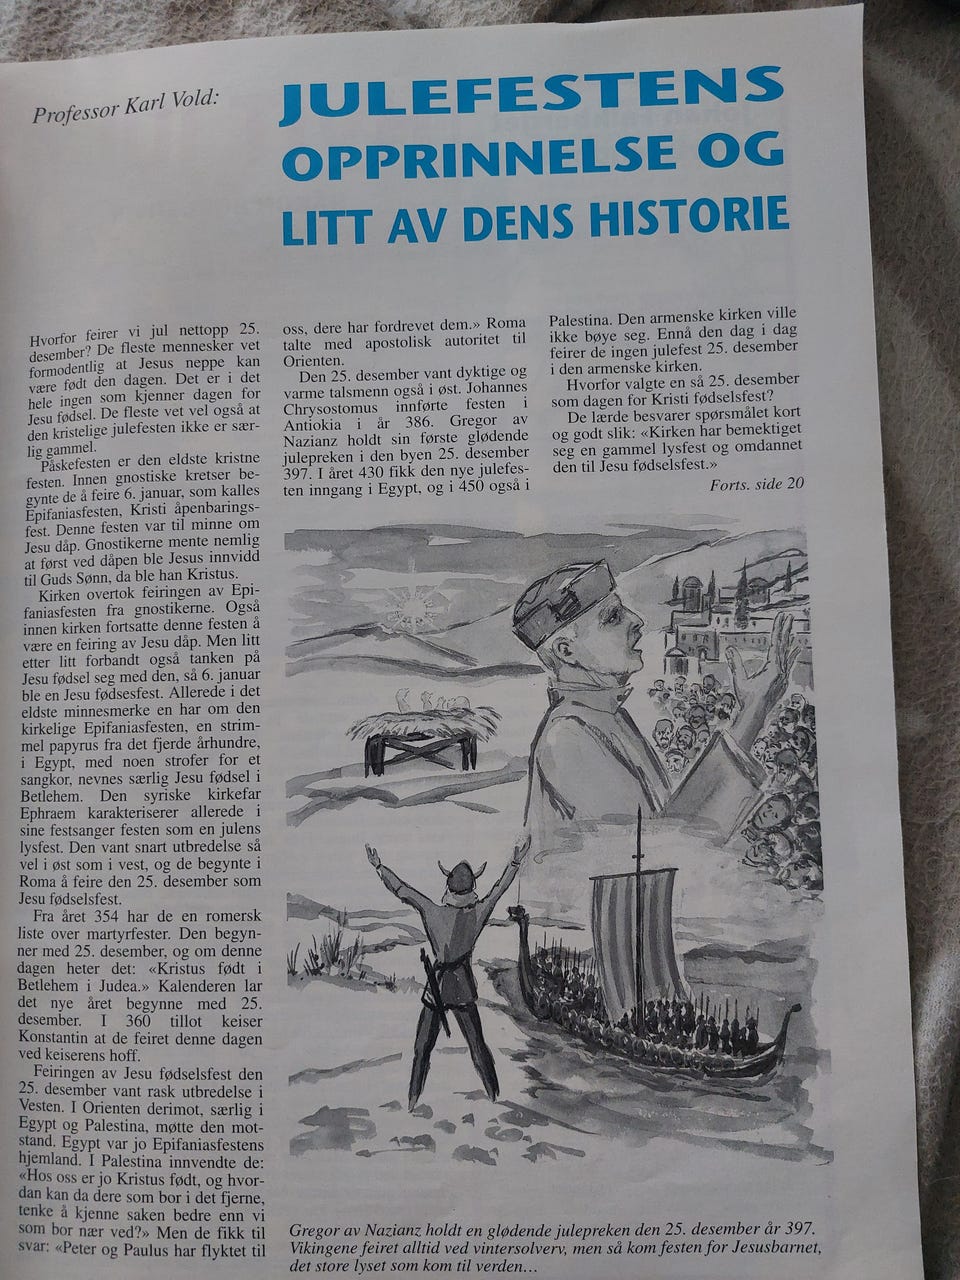 Professor Karl Vold:
JULEFESTENS
OPPRINNELSE OG
LITT AV DENS HISTORIE
Hvorfor feirer vi jul nettopp 25.
desember? De fleste mennesker vet
formodentlig at Jesus neppe kan
være født den dagen. Det er i det
hele ingen som kjenner dagen for
Jesu fødsel. De fleste vet vel også at
den kristelige julefesten ikke er sær-
lig gammel.
Påskefesten er den eldste kristne
festen. Innen gnostiske kretser be-
gynte de å feire 6. januar, som kalles
Epifaniasfesten, Kristi åpenbarings-
fest. Denne festen var til minne om
Jesu dåp. Gnostikerne mente nemlig
at først ved dåpen ble Jesus innvidd
til Guds Sønn, da ble han Kristus.
Kirken overtok feiringen av Epi-
faniasfesten fra gnostikerne. Også
innen kirken fortsatte denne festen å
være en feiring av Jesu dåp. Men litt
etter litt forbandt også tanken på
Jesu fødsel seg med den, så 6. januar
ble en Jesu fødsesfest. Allerede i det
eldste minnesmerke en har om den
kirkelige Epifaniasfesten, en strim-
mel papyrus fra det fjerde århundre,
i Egypt, med noen strofer for et
sangkor, nevnes særlig Jesu fødsel i
Betlehem. Den syriske kirkefar
Ephraem karakteriserer allerede i
sine festsanger festen som en julens
lysfest. Den vant snart utbredelse så
vel i øst som i vest, og de begynte i
Roma å feire den 25. desember som
Jesu fødselsfest.
Fra året 354 har de en romersk
liste over martyrfester. Den begyn-
ner med 25. desember, og om denne
dagen heter det: «Kristus født i
Betlehem i Judea.» Kalenderen lar
det nye året begynne med 25.
desember. I 360 tillot keiser
Konstantin at de feiret denne dagen
ved keiserens hoff.
Feiringen av Jesu fødselsfest den
25. desember vant rask utbredelse i
Vesten. I Orienten derimot, særlig i
Egypt og Palestina, møtte den mot-
stand. Egypt var jo Epifaniasfestens
hjemland. I Palestina innvendte de:
«Hos oss er jo Kristus født, og hvor-
dan kan da dere som bor i det fjerne,
tenke å kjenne saken bedre enn vi
som bor nær ved?» Men de fikk til
svar: «Peter og Paulus har flyktet til
oss, dere har fordrevet dem.» Roma
talte med apostolisk autoritet til
Orienten.
Den 25. desember vant dyktige og
varme talsmenn også i øst. Johannes
Chrysostomus innførte festen i
Antiokia i år 386. Gregor av
Nazianz holdt sin første glødende
julepreken i den byen 25. desember
397. I året 430 fikk den nye julefes-
ten inngang i Egypt, og i 450 også i
Palestina. Den armenske kirken ville
ikke bøye seg. Ennå den dag i dag
feirer de ingen julefest 25. desember
i den armenske kirken.
Hvorfor valgte en så 25. desember
som dagen for Kristi fødselsfest?
De lærde besvarer spørsmålet kort
og godt slik: «Kirken har bemektiget
seg en gammel lysfest og omdannet
den til Jesu fødselsfest.»
Forts. side 20
Gregor av Nazianz holdt en glødende julepreken den 25. desember år 397.
Vikingene feiret alltid ved vintersolverv, men så kom festen for Jesusbarnet,
det store lyset som kom til verden...